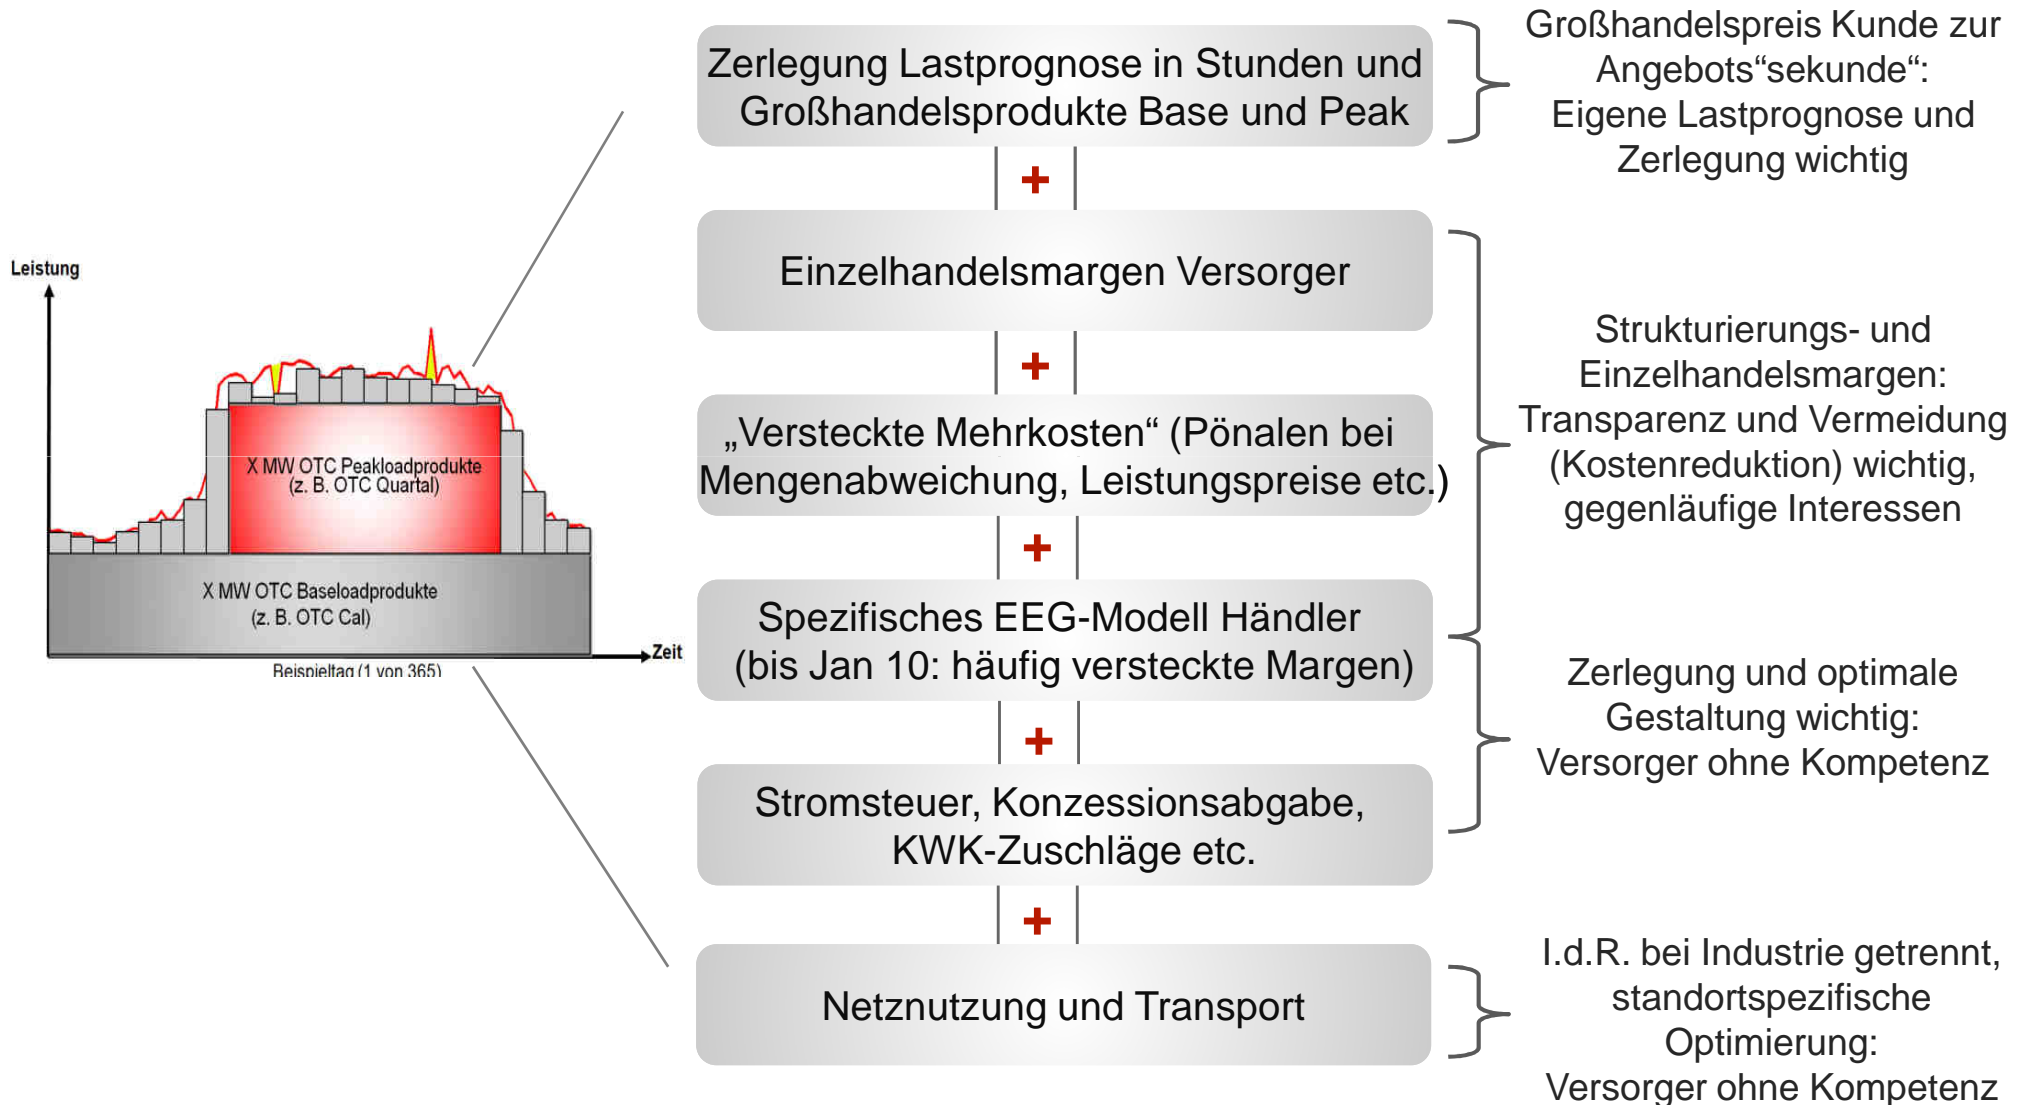 Zerlegung Lastprognose in Stunden und
Großhandelsprodukte Base und Peak
Großhandelspreis Kunde zur
Angebots“sekunde“:
Eigene Lastprognose und
Zerlegung wichtig
+
Einzelhandelsmargen Versorger
+
„Versteckte Mehrkosten“ (Pönalen bei
Mengenabweichung, Leistungspreise etc.)
+
Spezifisches EEG-Modell Händler
(bis Jan 10: häufig versteckte Margen)
Strukturierungs- und
Einzelhandelsmargen:
Transparenz und Vermeidung
(Kostenreduktion) wichtig,
gegenläufige Interessen
+
Stromsteuer, Konzessionsabgabe,
KWK-Zuschläge etc.
Zerlegung und optimale
Gestaltung wichtig:
Versorger ohne Kompetenz
+
Netznutzung und Transport
I.d.R. bei Industrie getrennt,
standortspezifische
Optimierung:
Versorger ohne Kompetenz
Leistung
X MW OTC Peakloadprodukte
(z. B. OTC Quartal)
X MW OTC Baseloadprodukte
(z. B. OTC Cal)
Zeit
Beispieltag (1 von 365)